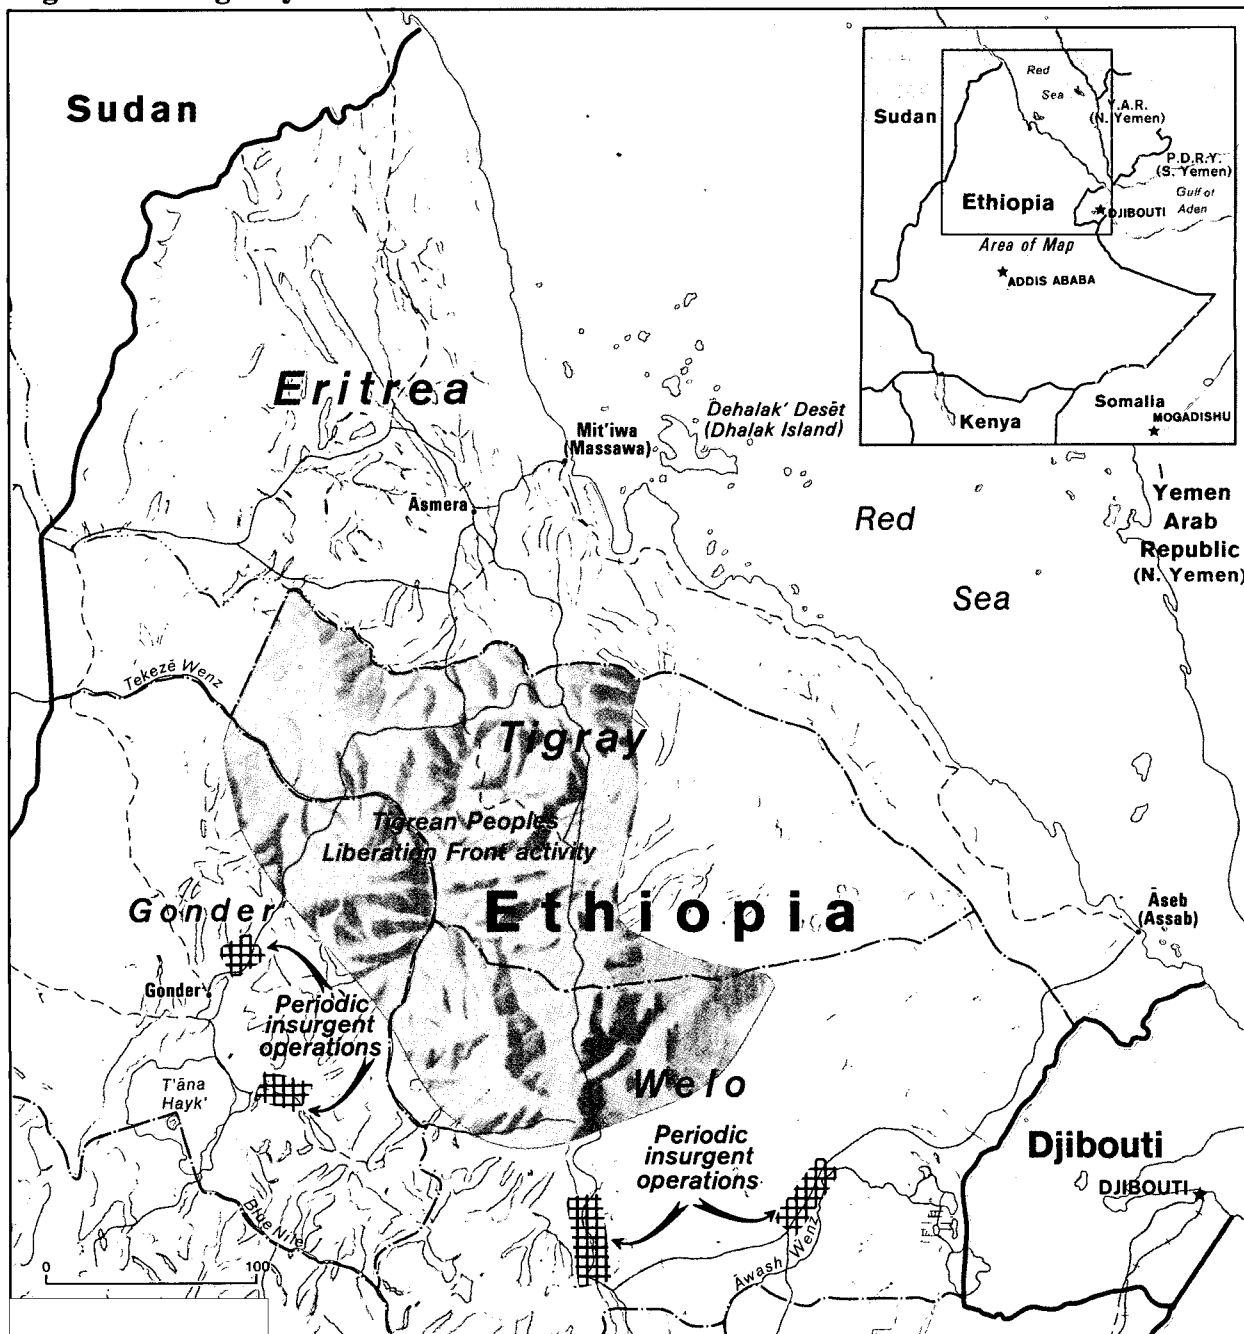 Sudan
Eritrea
Dehalak' Desēt
(Dhalak Island)
Mit'iwa
(Massawa)
Āsmera
Red
Sea
Yemen
Arab
Republic
(N. Yemen)
Tekezē Wenz
Tigray
Tigrean Peoples
Liberation Front activity
Ethiopia
Gonder
Gonder
Periodic
insurgent
operations
Āseb
(Assab)
T'āna
Hayk'
Welo
Periodic
insurgent
operations
Djibouti
DJIBOUTI
Blue Nile
Āwash Wenz
0 100
Red
Sea
Sudan
Y.A.R.
(N. Yemen)
P.D.R.Y.
(S. Yemen)
Gulf of
Aden
Ethiopia
DJIBOUTI
Area of Map
ADDIS ABABA
Somalia
MOGADISHU
Kenya